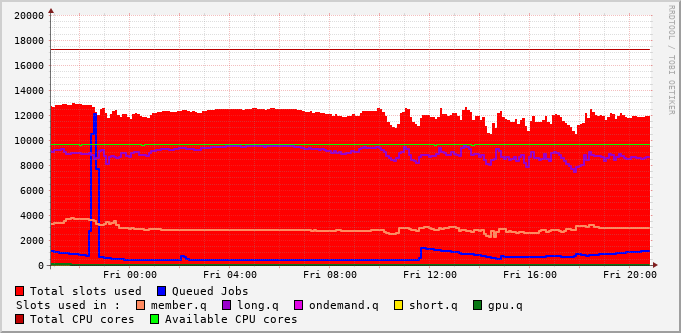 RRDTOOL / TOBI OETIKER
20000
18000
16000
14000
12000
10000
8000
6000
4000
2000
0
Fri 00:00 Fri 04:00 Fri 08:00 Fri 12:00 Fri 16:00 Fri 20:00
Total slots used Queued Jobs
Slots used in : member.q long.q ondemand.q short.q gpu.q
Total CPU cores Available CPU cores